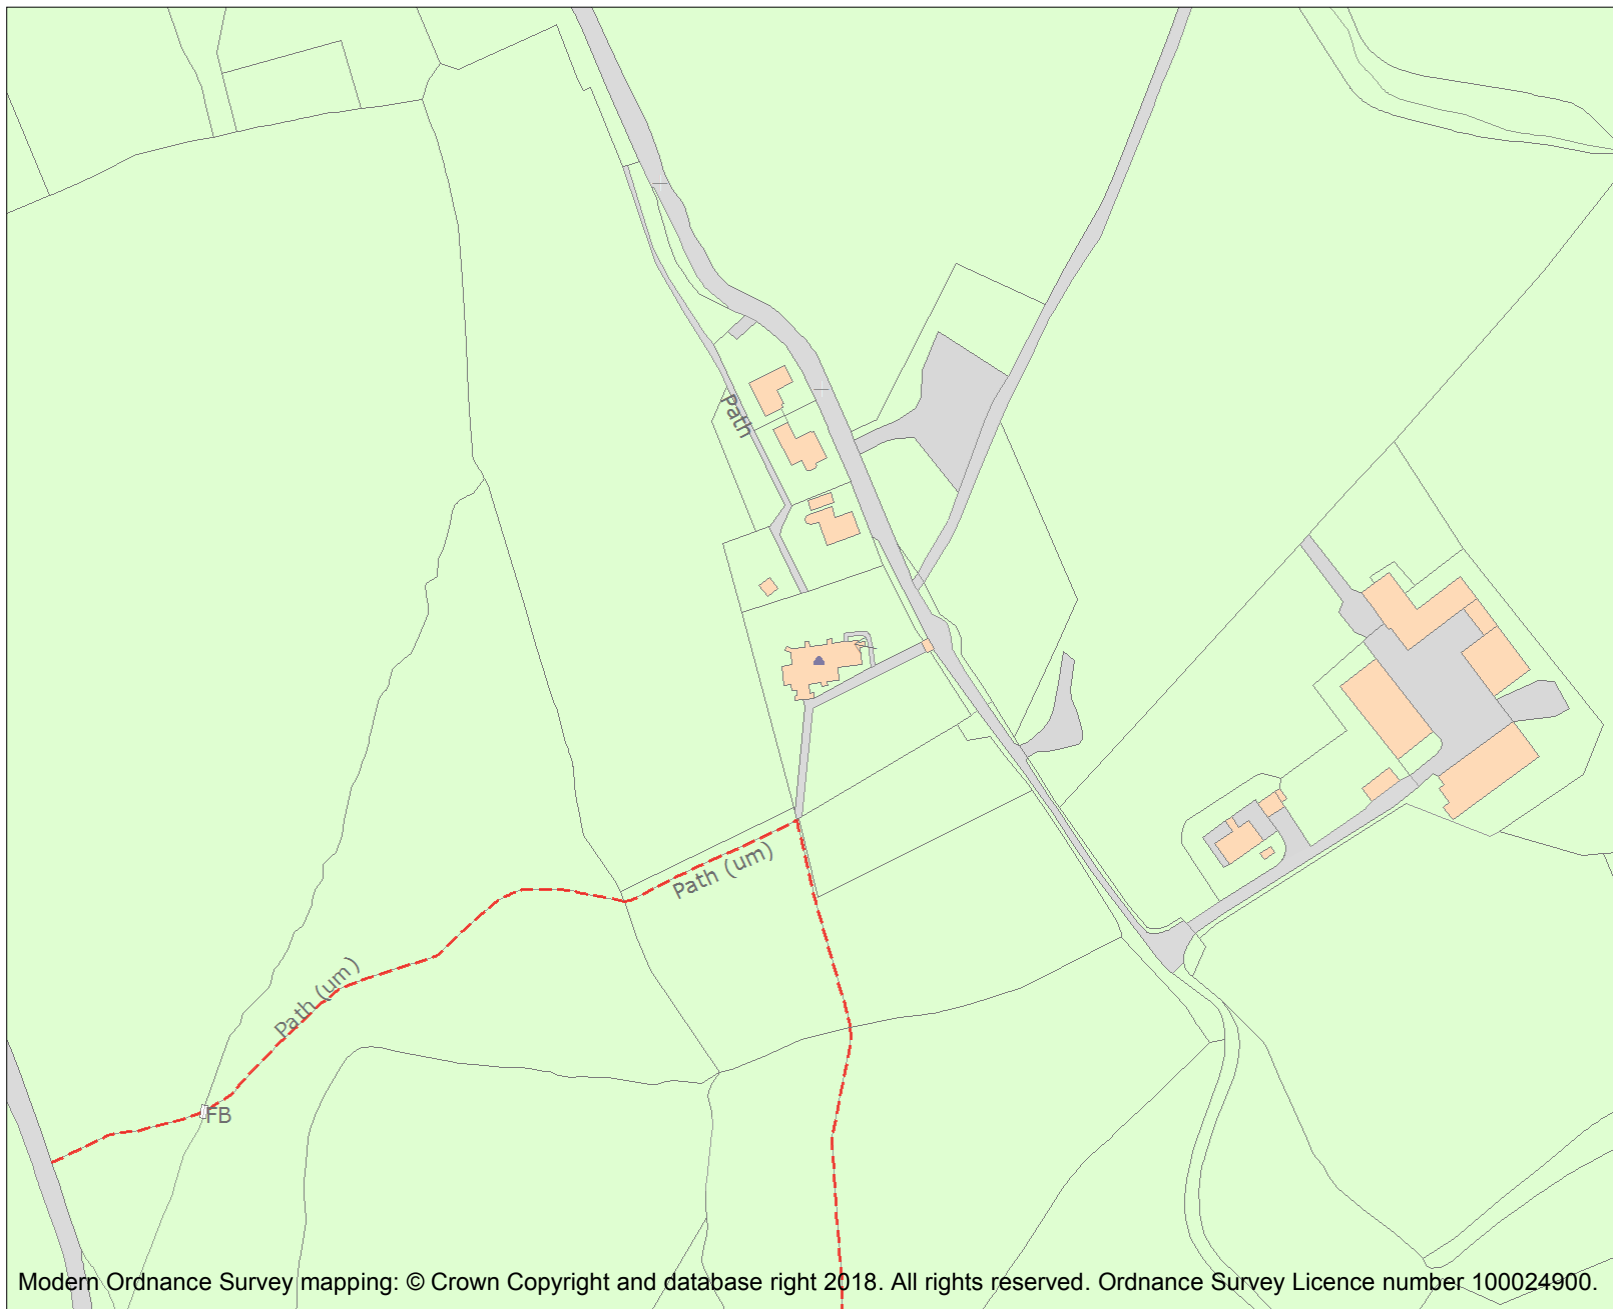 Path
Path (um)
Path (um)
FB
Modern Ordnance Survey mapping: © Crown Copyright and database right 2018. All rights reserved. Ordnance Survey Licence number 100024900.